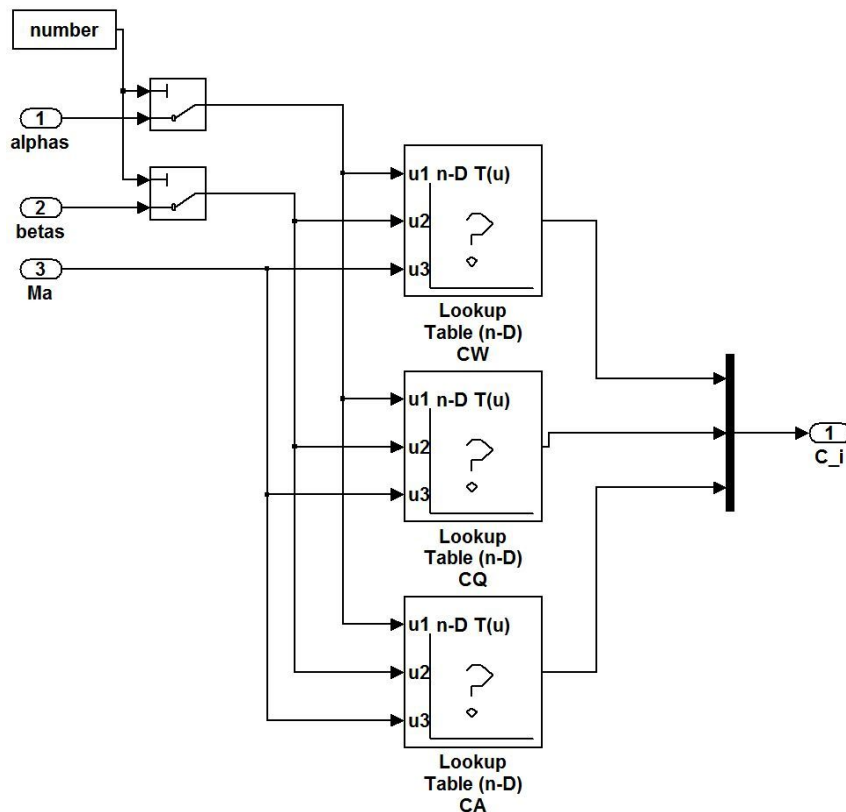 number
1
alphas
2
betas
3
Ma
u1 n-D T(u)
u2
u3
Lookup
Table (n-D)
CW
u1 n-D T(u)
u2
u3
Lookup
Table (n-D)
CQ
u1 n-D T(u)
u2
u3
Lookup
Table (n-D)
CA
1
C_i